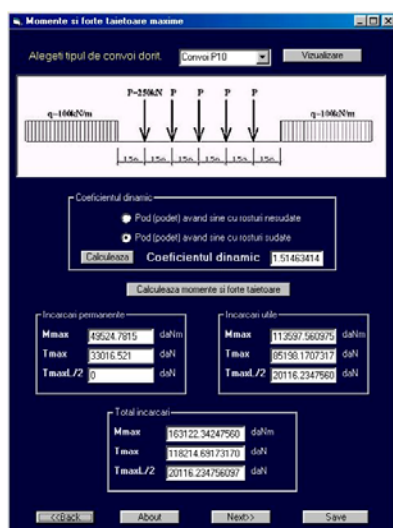 Momente si forte taietoare maxime
Alegeti tipul de convoi dorit. Convoi P10 Vizualizare
P=250kN P P P P
q=100kN/m q=100kN/m
Coeficientul dinamic
Pod (podet) avand sine cu rosturi nesudate
Pod (podet) avand sine cu rosturi sudate
Calculeaza Coeficientul dinamic 1.51463414
Calculeaza momente si forte taietoare
Incarcari permanente
Mmax 49524.7815 daNm
Tmax 33016.521 daN
TmaxL/2 0 daN
Incarcari utile
Mmax 113597.560975 daNm
Tmax 85198.1707317 daN
TmaxL/2 20116.2347560 daN
Total incarcari
Mmax 163122.34247560 daNm
Tmax 118214.69173170 daN
TmaxL/2 20116.234756097 daN
<<Back About Next>> Save